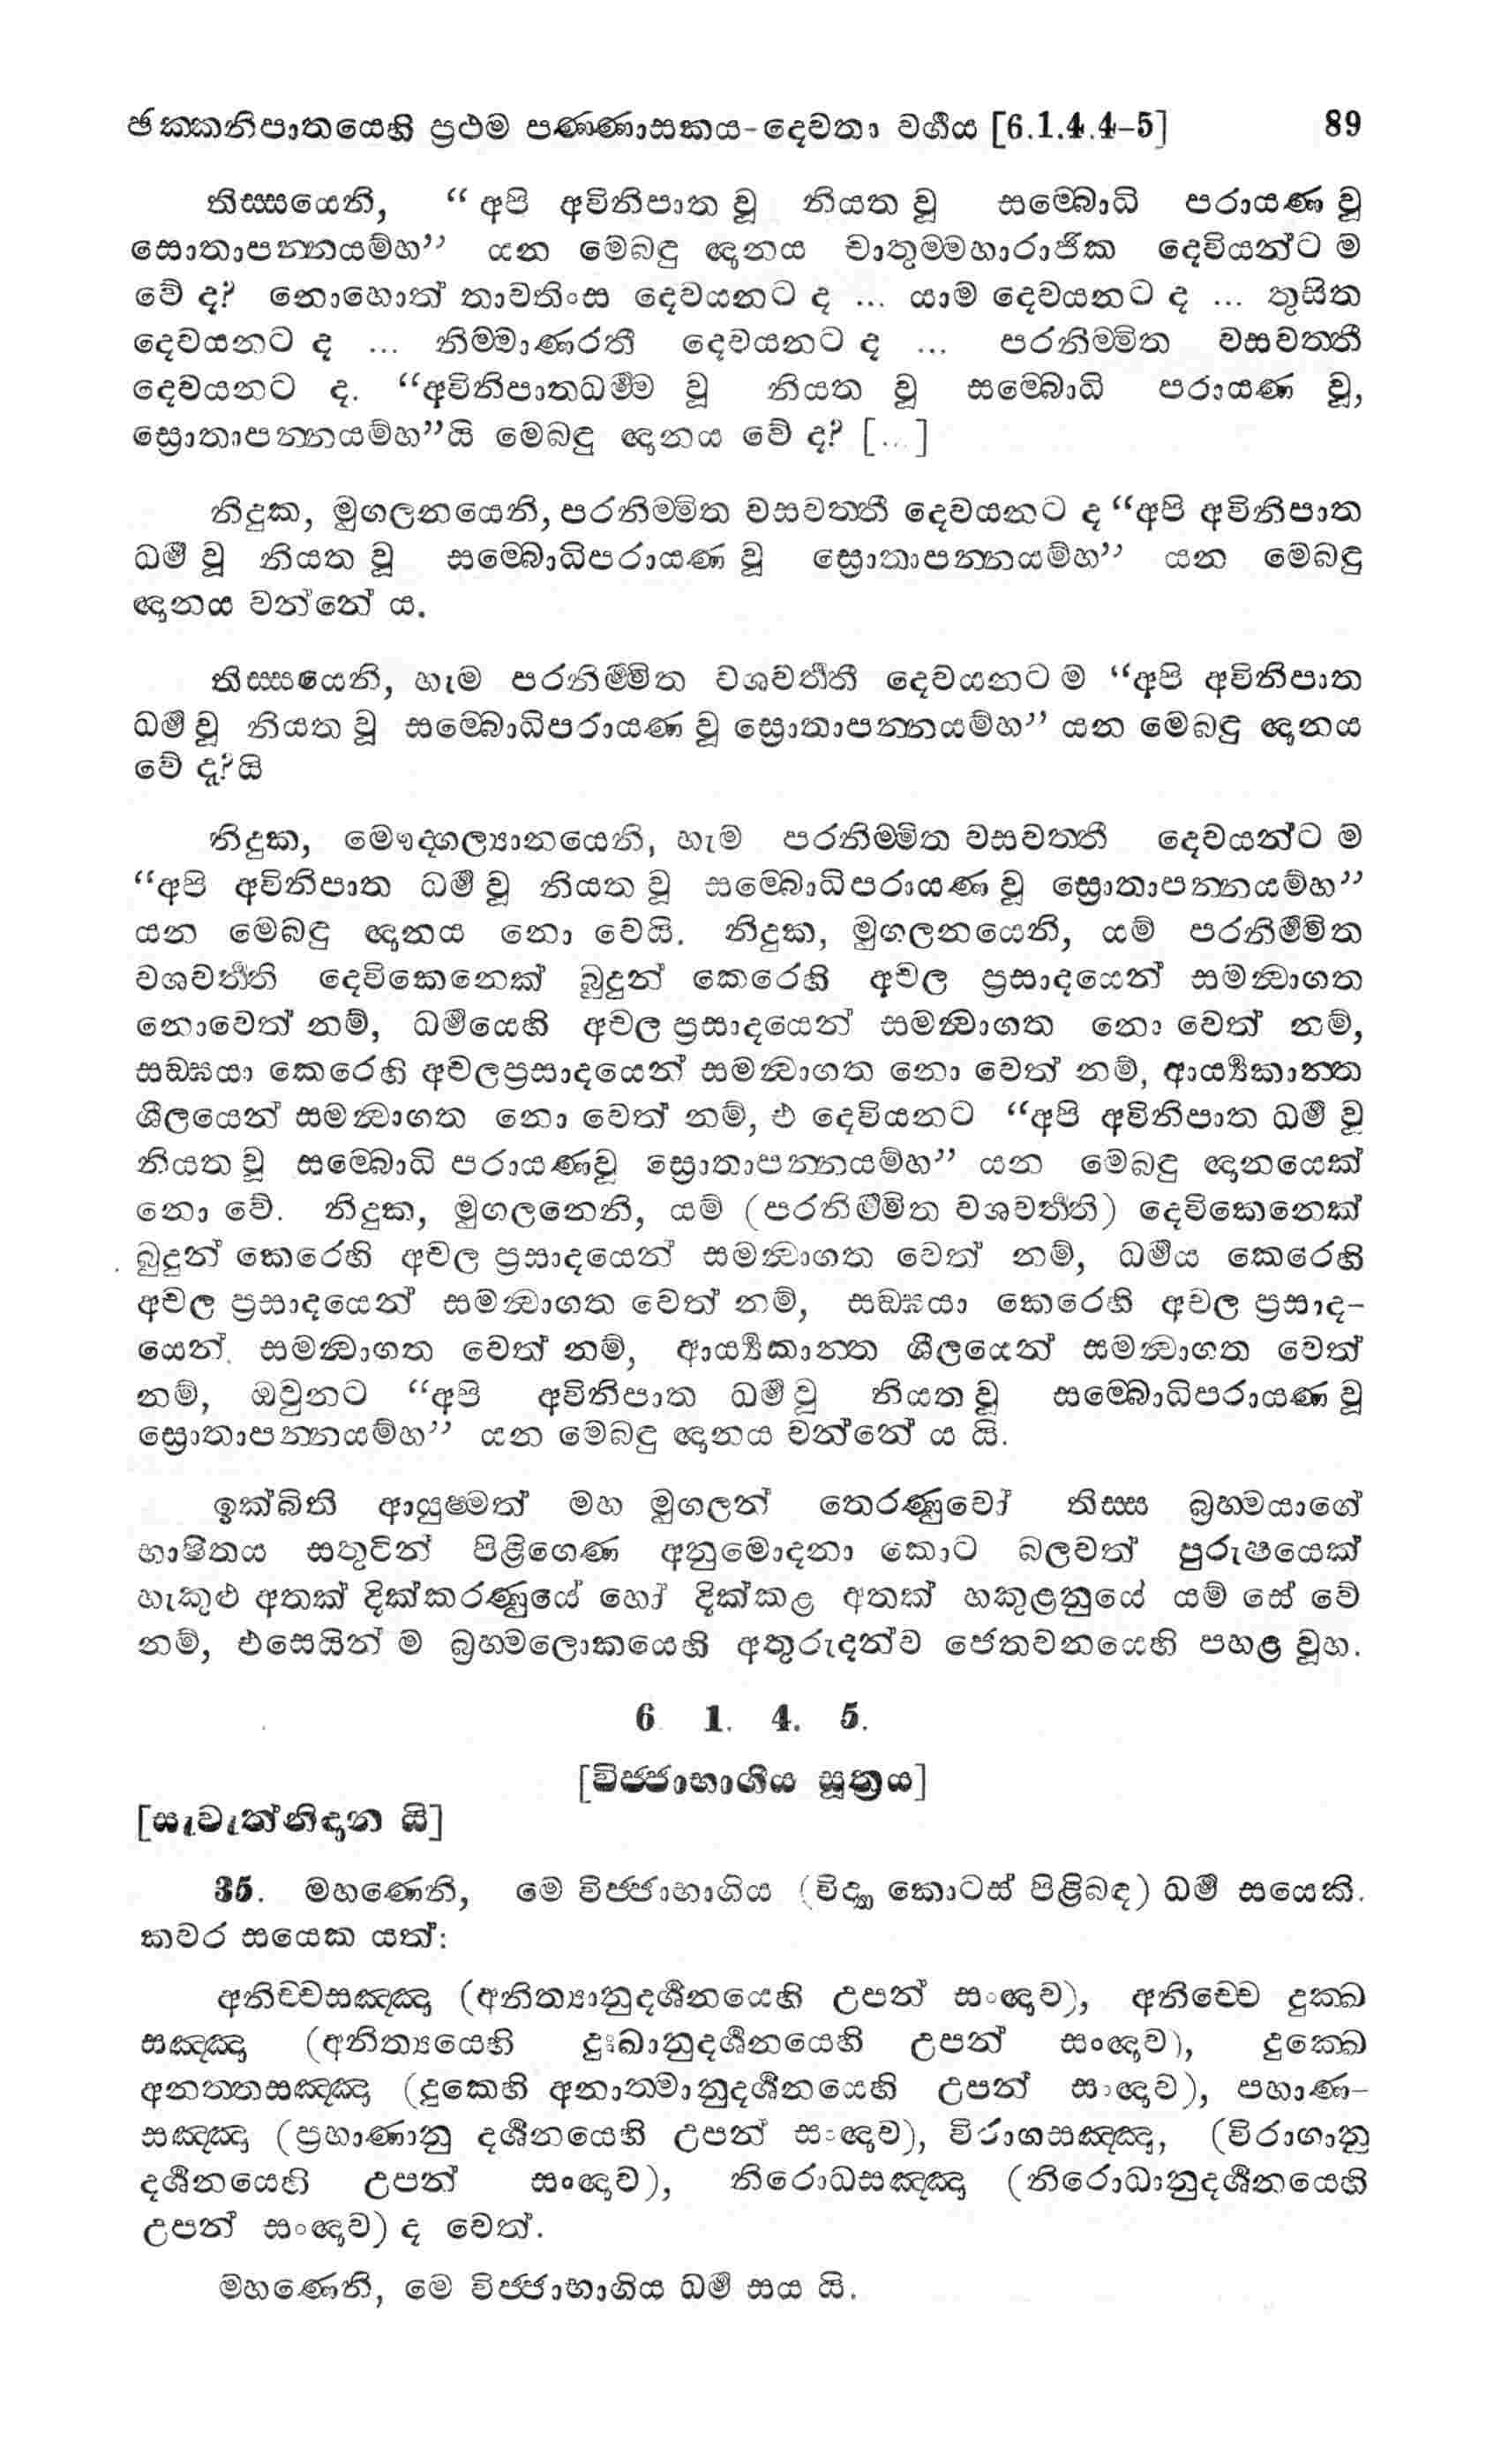 ඡක්කනිපාතයෙහි ප්‍රථම පණ්ණාසකය-දෙවතා වර්ගය [6.1.4.4-5] 89
තිස්සයෙනි, “අපි අවිනිපාත වූ නියත වූ සම්බොධි පරායණ වූ
සොතාපන්නයම්හ” යන මෙබඳු ඥානය චාතුම්මහාරාජික දෙවියන්ට ම
වේ ද? නොහොත් තාවතිංස දෙවයනට ද ... යාම දෙවයනට ද ... තුසිත
දෙවයනට ද ... නිම්මාණරතී දෙවයනට ද ... පරනිම්මිත වසවත්තී
දෙවයනට ද. “අවිනිපාතධර්ම්ම වූ නියත වූ සම්බොධි පරායණ වූ,
ස්‍රොතාපන්නයම්හ”යි මෙබඳු ඥානය වේ ද? [...]
නිදුක, මුගලනයෙනි, පරනිම්මිත වසවත්තී දෙවයනට ද “අපි අවිනිපාත
ධර්ම වූ නියත වූ සම්බොධිපරායණ වූ ස්‍රොතාපන්නයම්හ” යන මෙබඳු
ඥානය වන්නේ ය.
තිස්සයෙනි, හැම පරනිර්මිත වශවර්තී දෙවයනට ම “අපි අවිනිපාත
ධර්ම වූ නියත වූ සම්බොධිපරායණ වූ ස්‍රොතාපන්නයම්හ” යන මෙබඳු ඥානය
වේ දැ?යි
නිදුක, මෞද්ගල්‍යානයෙනි, හැම පරනිම්මිත වසවත්තී දෙවයන්ට ම
“අපි අවිනිපාත ධර්ම වූ නියත වූ සම්බොධිපරායණ වූ ස්‍රොතාපන්නයම්හ”
යන මෙබඳු ඥානය නො වෙයි. නිදුක, මුගලනයෙනි, යම් පරනිර්මිත
වශවර්ති දෙවිකෙනෙක් බුදුන් කෙරෙහි අචල ප්‍රසාදයෙන් සමන්‍වාගත
නොවෙත් නම්, ධර්මයෙහි අචල ප්‍රසාදයෙන් සමන්‍වාගත නො වෙත් නම්,
සඞ්ඝයා කෙරෙහි අචලප්‍රසාදයෙන් සමන්‍වාගත නො වෙත් නම්, ආර්‍ය්‍යකාන්ත
ශීලයෙන් සමන්‍වාගත නො වෙත් නම්, එ දෙවියනට “අපි අවිනිපාත ධර්ම වූ
නියත වූ සම්බොධි පරායණවූ ස්‍රොතාපන්නයම්හ” යන මෙබඳු ඥානයෙක්
නො වේ. නිදුක, මුගලනෙනි, යම් (පරනිර්මිත වශවර්ති) දෙවිකෙනෙක්
බුදුන් කෙරෙහි අචල ප්‍රසාදයෙන් සමන්‍වාගත වෙත් නම්, ධර්මය කෙරෙහි
අචල ප්‍රසාදයෙන් සමන්‍වාගත වෙත් නම්, සඞ්ඝයා කෙරෙහි අචල ප්‍රසාද-
යෙන් සමන්‍වාගත වෙත් නම්, ආර්‍ය්‍යකාන්ත ශීලයෙන් සමන්‍වාගත වෙත්
නම්, ඔවුනට “අපි අවිනිපාත ධර්ම වූ නියත වූ සම්බොධිපරායණ වූ
ස්‍රොතාපන්නයම්හ” යන මෙබඳු ඥානය වන්නේ ය යි.
ඉක්බිති ආයුෂ්මත් මහ මුගලන් තෙරණුවෝ තිස්ස බ්‍රහ්මයාගේ
භාෂිතය සතුටින් පිළිගෙණ අනුමොදනා කොට බලවත් පුරුෂයෙක්
හැකුළු අතක් දික්කරණුයේ හෝ දික්කළ අතක් හකුළනුයේ යම් සේ වේ
නම්, එසෙයින් ම බ්‍රහ්මලොකයෙහි අතුරුදන්ව ජෙතවනයෙහි පහළ වූහ.
6 1. 4. 5.
[විජ්ජාභාගීය සූත්‍රය]
[සැවැත්නිදාන යි]
35. මහණෙනි, මෙ විජ්ජාභාගිය (විද්‍යා කොටස් පිළිබඳ) ධර්ම සයෙකි.
කවර සයෙක යත්:
අනිච්චසඤ්ඤා (අනිත්‍යානුදර්ශනයෙහි උපන් සංඥාව), අනිච්චෙ දුක්ඛ
සඤ්ඤා (අනිත්‍යයෙහි දුඃඛානුදර්ශනයෙහි උපන් සංඥාව), දුක්ඛෙ
අනත්තසඤ්ඤා (දුකෙහි අනාත්මානුදර්ශනයෙහි උපන් සංඥාව), පහාණ-
සඤ්ඤා (ප්‍රහාණානු දර්ශනයෙහි උපන් සංඥාව), විරාගසඤ්ඤා, (විරාගානු
දර්ශනයෙහි උපන් සංඥාව), නිරොධසඤ්ඤා (නිරොධානුදර්ශනයෙහි
උපන් සංඥාව) ද වෙත්.
මහණෙනි, මෙ විජ්ජාභාගිය ධර්ම සය යි.